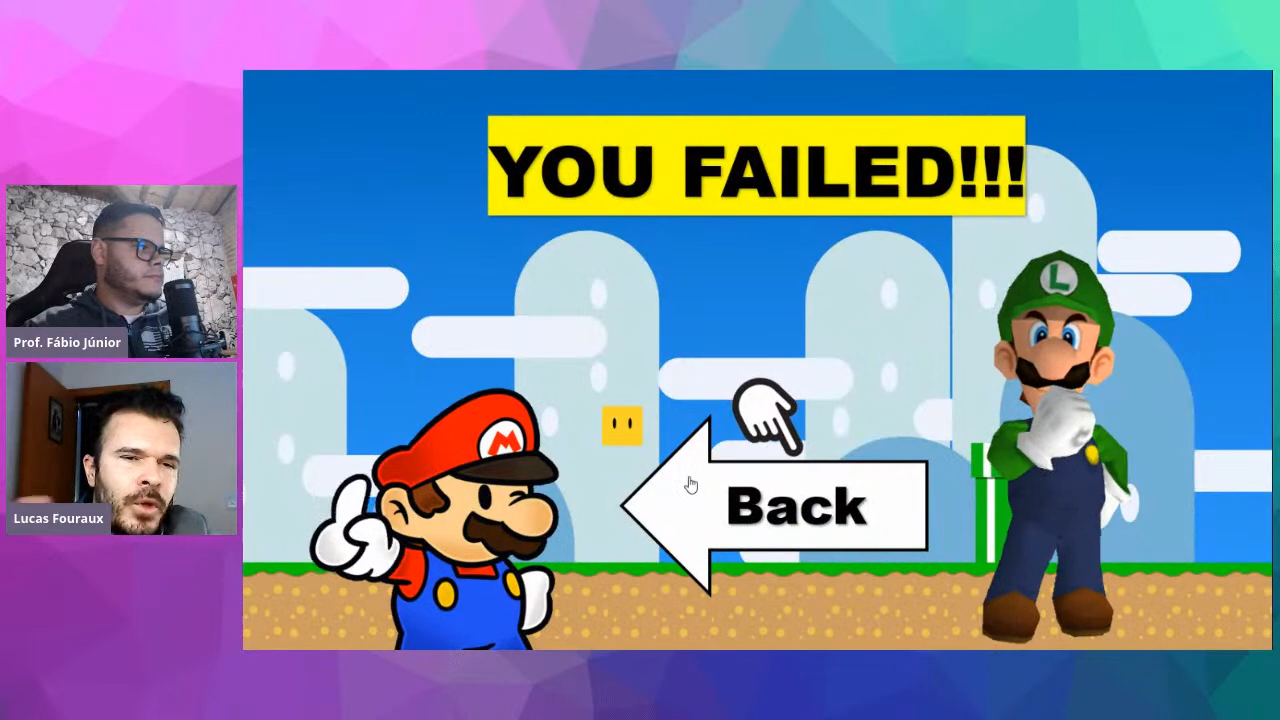 YOU FAILED!!!
L
M
Back
Prof. Fábio Júnior
Lucas Fouraux